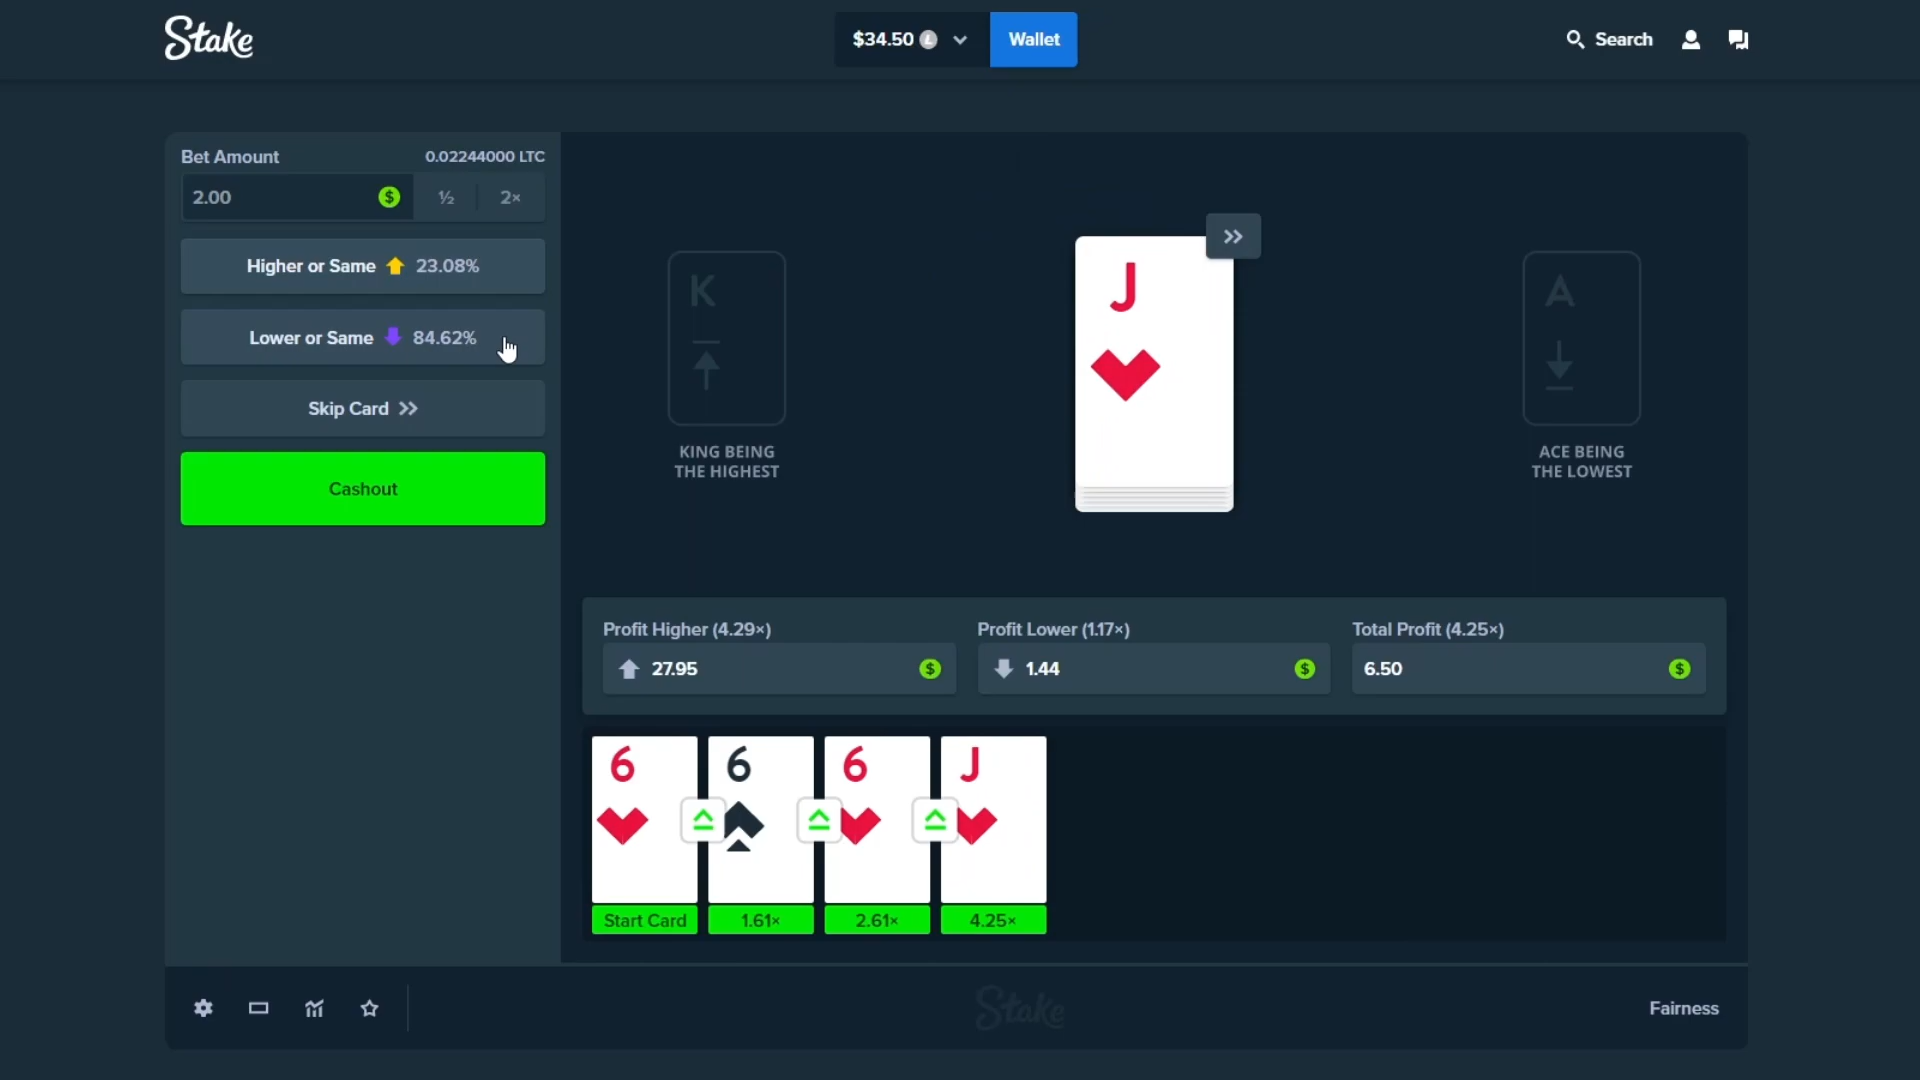 Stake
$34.50
Wallet
Search
Bet Amount
0.02244000 LTC
2.00
$
½
2×
Higher or Same 23.08%
Lower or Same 84.62%
Skip Card
Cashout
K
KING BEING
THE HIGHEST
J
A
ACE BEING
THE LOWEST
Profit Higher (4.29×)
27.95
$
Profit Lower (1.17×)
1.44
$
Total Profit (4.25×)
6.50
$
6
6
6
J
Start Card
1.61×
2.61×
4.25×
Stake
Fairness